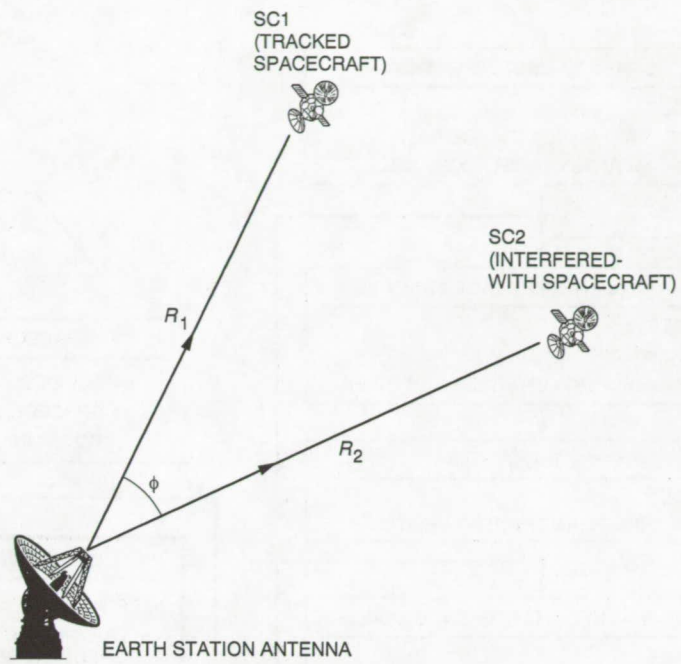 SC1
(TRACKED
SPACECRAFT)
SC2
(INTERFERED-
WITH SPACECRAFT)
R1
R2
ϕ
EARTH STATION ANTENNA